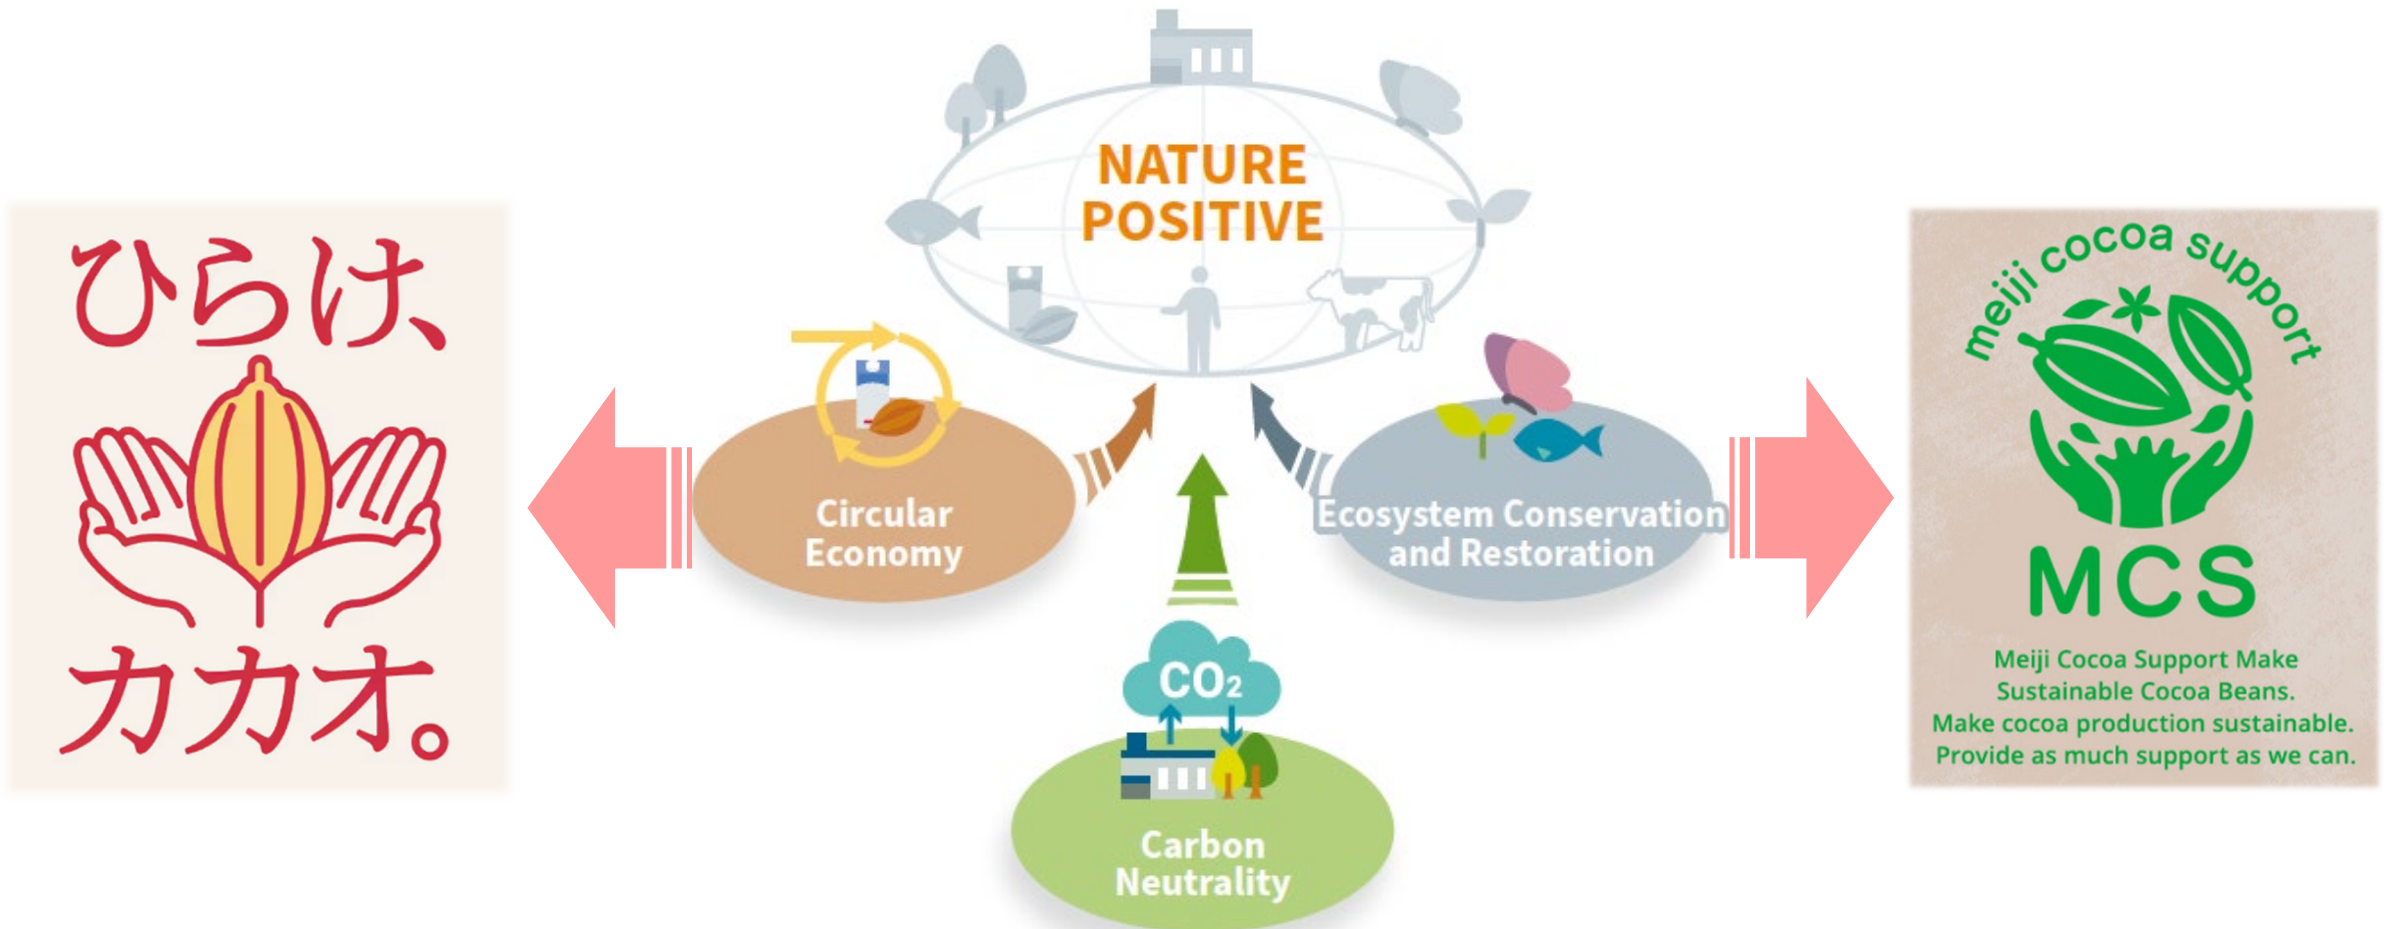 ひらけ、
カカオ。
NATURE
POSITIVE
Circular
Economy
Ecosystem Conservation
and Restoration
CO₂
Carbon
Neutrality
meiji cocoa support
MCS
Meiji Cocoa Support Make
Sustainable Cocoa Beans.
Make cocoa production sustainable.
Provide as much support as we can.